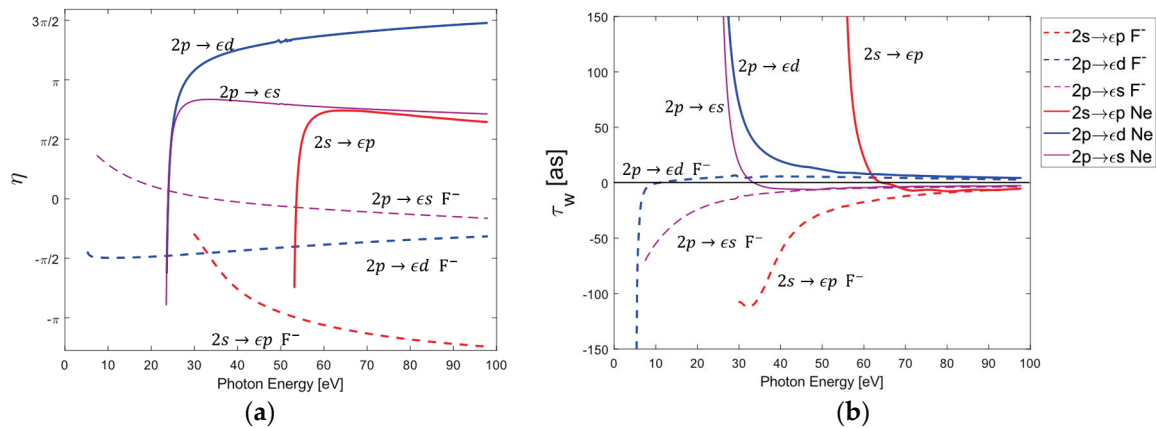 3π/2
π
π/2
0
-π/2
-π
η
2p → ϵd
2p → ϵs
2s → ϵp
2p → ϵs F⁻
2p → ϵd F⁻
2s → ϵp F⁻
0 10 20 30 40 50 60 70 80 90 100
Photon Energy [eV]
(a)
150
100
50
0
-50
-100
-150
τw [as]
2p → ϵd
2s → ϵp
2p → ϵs
2p → ϵd F⁻
2p → ϵs F⁻
2s → ϵp F⁻
0 10 20 30 40 50 60 70 80 90 100
Photon Energy [eV]
(b)
2s→ϵp F⁻
2p→ϵd F⁻
2p→ϵs F⁻
2s→ϵp Ne
2p→ϵd Ne
2p→ϵs Ne